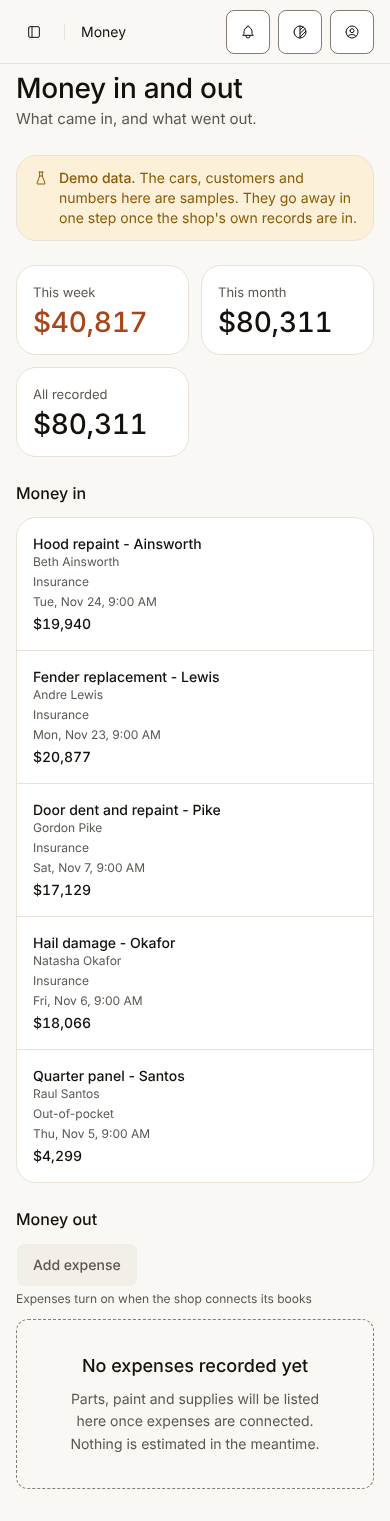 Money
Money in and out
What came in, and what went out.
Demo data. The cars, customers and
numbers here are samples. They go away in
one step once the shop's own records are in.
This week
$40,817
This month
$80,311
All recorded
$80,311
Money in
Hood repaint - Ainsworth
Beth Ainsworth
Insurance
Tue, Nov 24, 9:00 AM
$19,940
Fender replacement - Lewis
Andre Lewis
Insurance
Mon, Nov 23, 9:00 AM
$20,877
Door dent and repaint - Pike
Gordon Pike
Insurance
Sat, Nov 7, 9:00 AM
$17,129
Hail damage - Okafor
Natasha Okafor
Insurance
Fri, Nov 6, 9:00 AM
$18,066
Quarter panel - Santos
Raul Santos
Out-of-pocket
Thu, Nov 5, 9:00 AM
$4,299
Money out
Add expense
Expenses turn on when the shop connects its books
No expenses recorded yet
Parts, paint and supplies will be listed
here once expenses are connected.
Nothing is estimated in the meantime.